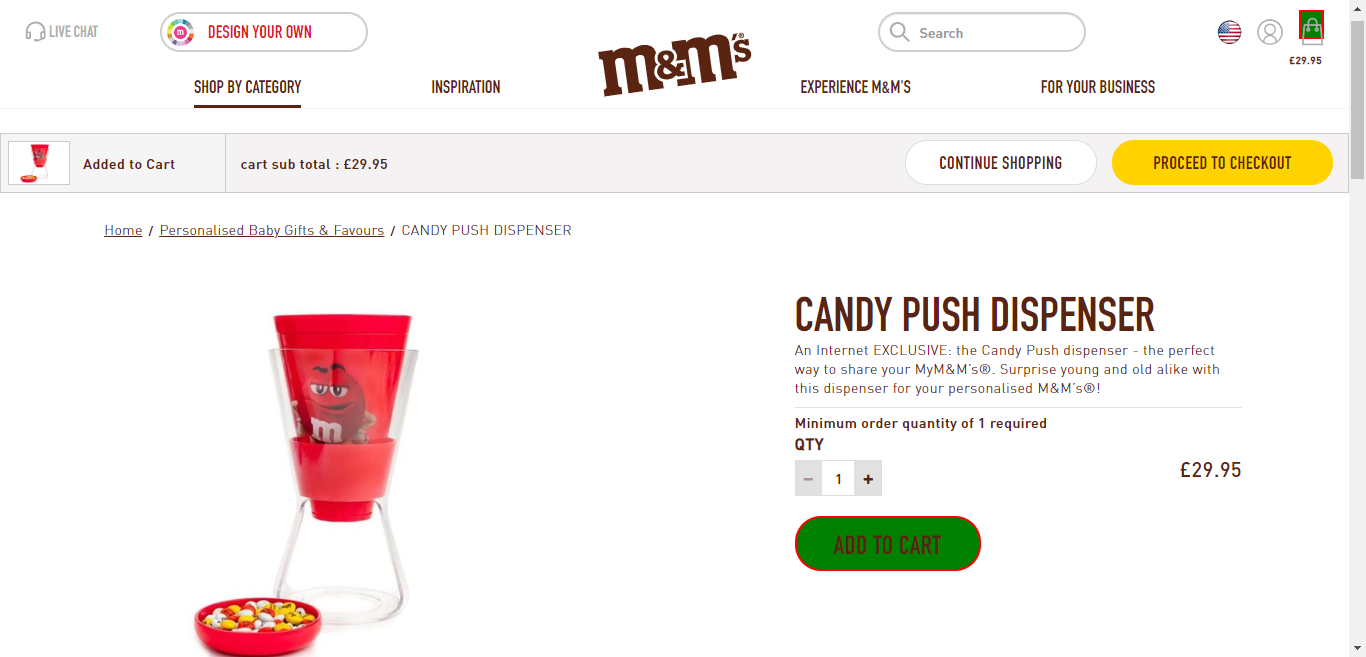 LIVE CHAT
m
DESIGN YOUR OWN
m&m's®
Search
£29.95
SHOP BY CATEGORY
INSPIRATION
EXPERIENCE M&M'S
FOR YOUR BUSINESS
Added to Cart
cart sub total : £29.95
CONTINUE SHOPPING
PROCEED TO CHECKOUT
Home / Personalised Baby Gifts & Favours / CANDY PUSH DISPENSER
m
CANDY PUSH DISPENSER
An Internet EXCLUSIVE: the Candy Push dispenser - the perfect
way to share your MyM&M's®. Surprise young and old alike with
this dispenser for your personalised M&M's®!
Minimum order quantity of 1 required
QTY
− 1 +
£29.95
ADD TO CART